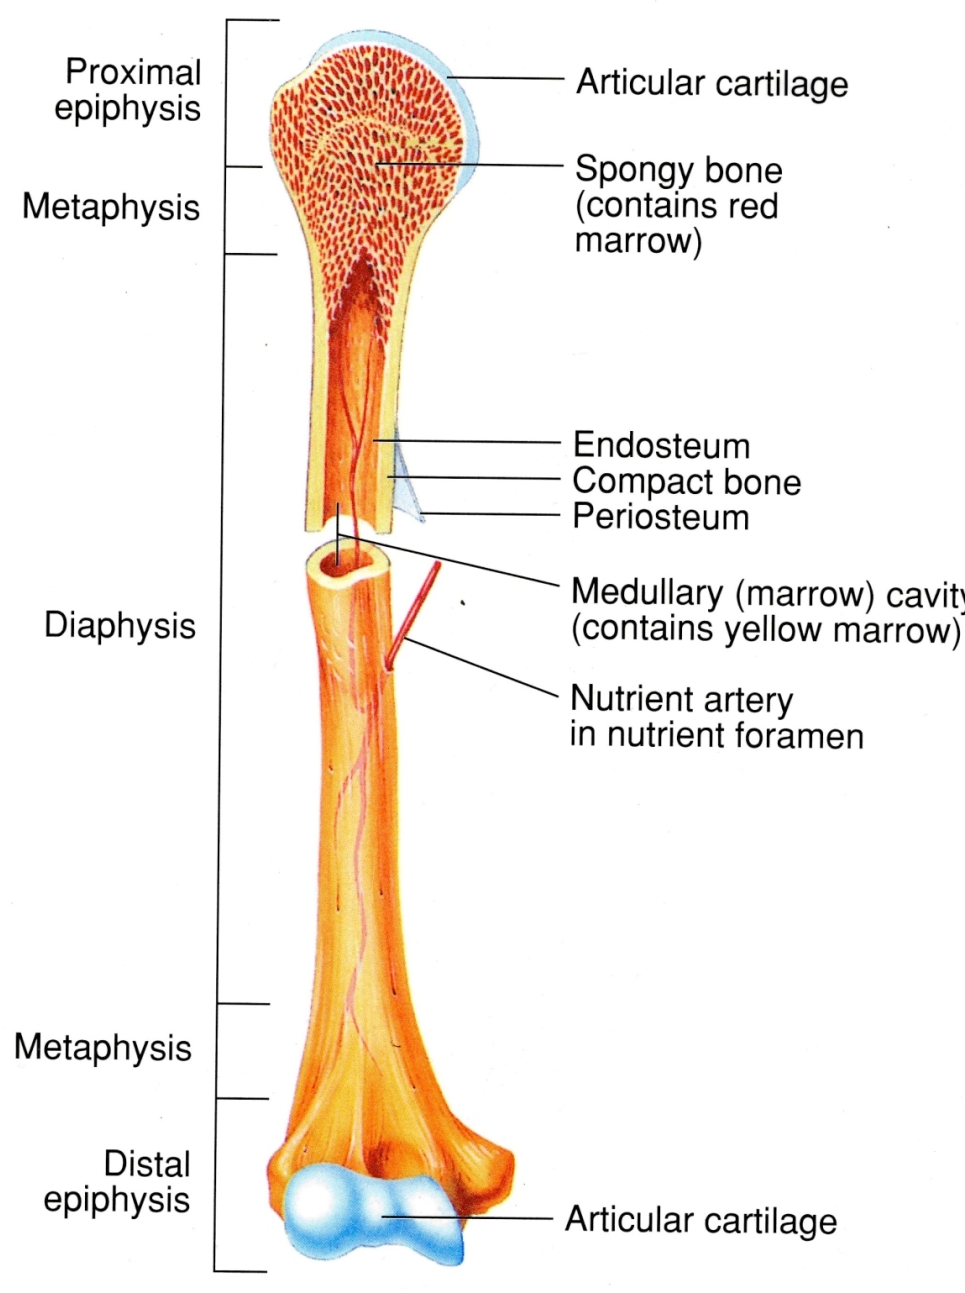 Proximal
epiphysis
Metaphysis
Diaphysis
Metaphysis
Distal
epiphysis
Articular cartilage
Spongy bone
(contains red
marrow)
Endosteum
Compact bone
Periosteum
Medullary (marrow) cavity
(contains yellow marrow)
Nutrient artery
in nutrient foramen
Articular cartilage